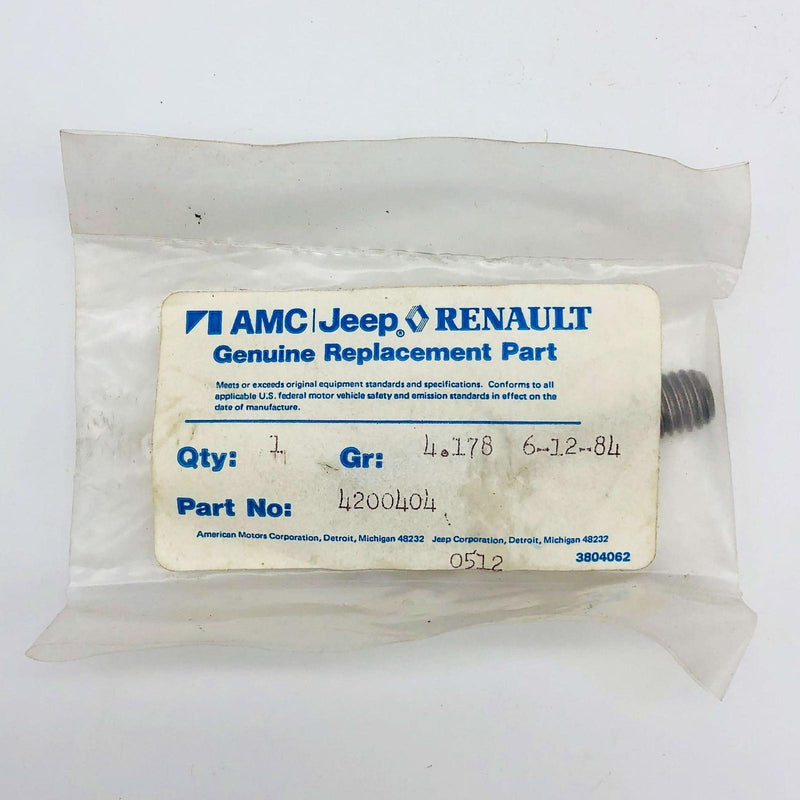 AMC|Jeep® RENAULT
Genuine Replacement Part
Meets or exceeds original equipment standards and specifications. Conforms to all
applicable U.S. federal motor vehicle safety and emission standards in effect on the
date of manufacture.
Qty: 1 Gr: 4.178 6-12-84
Part No: 4200404
American Motors Corporation, Detroit, Michigan 48232 Jeep Corporation, Detroit, Michigan 48232
0512 3804062